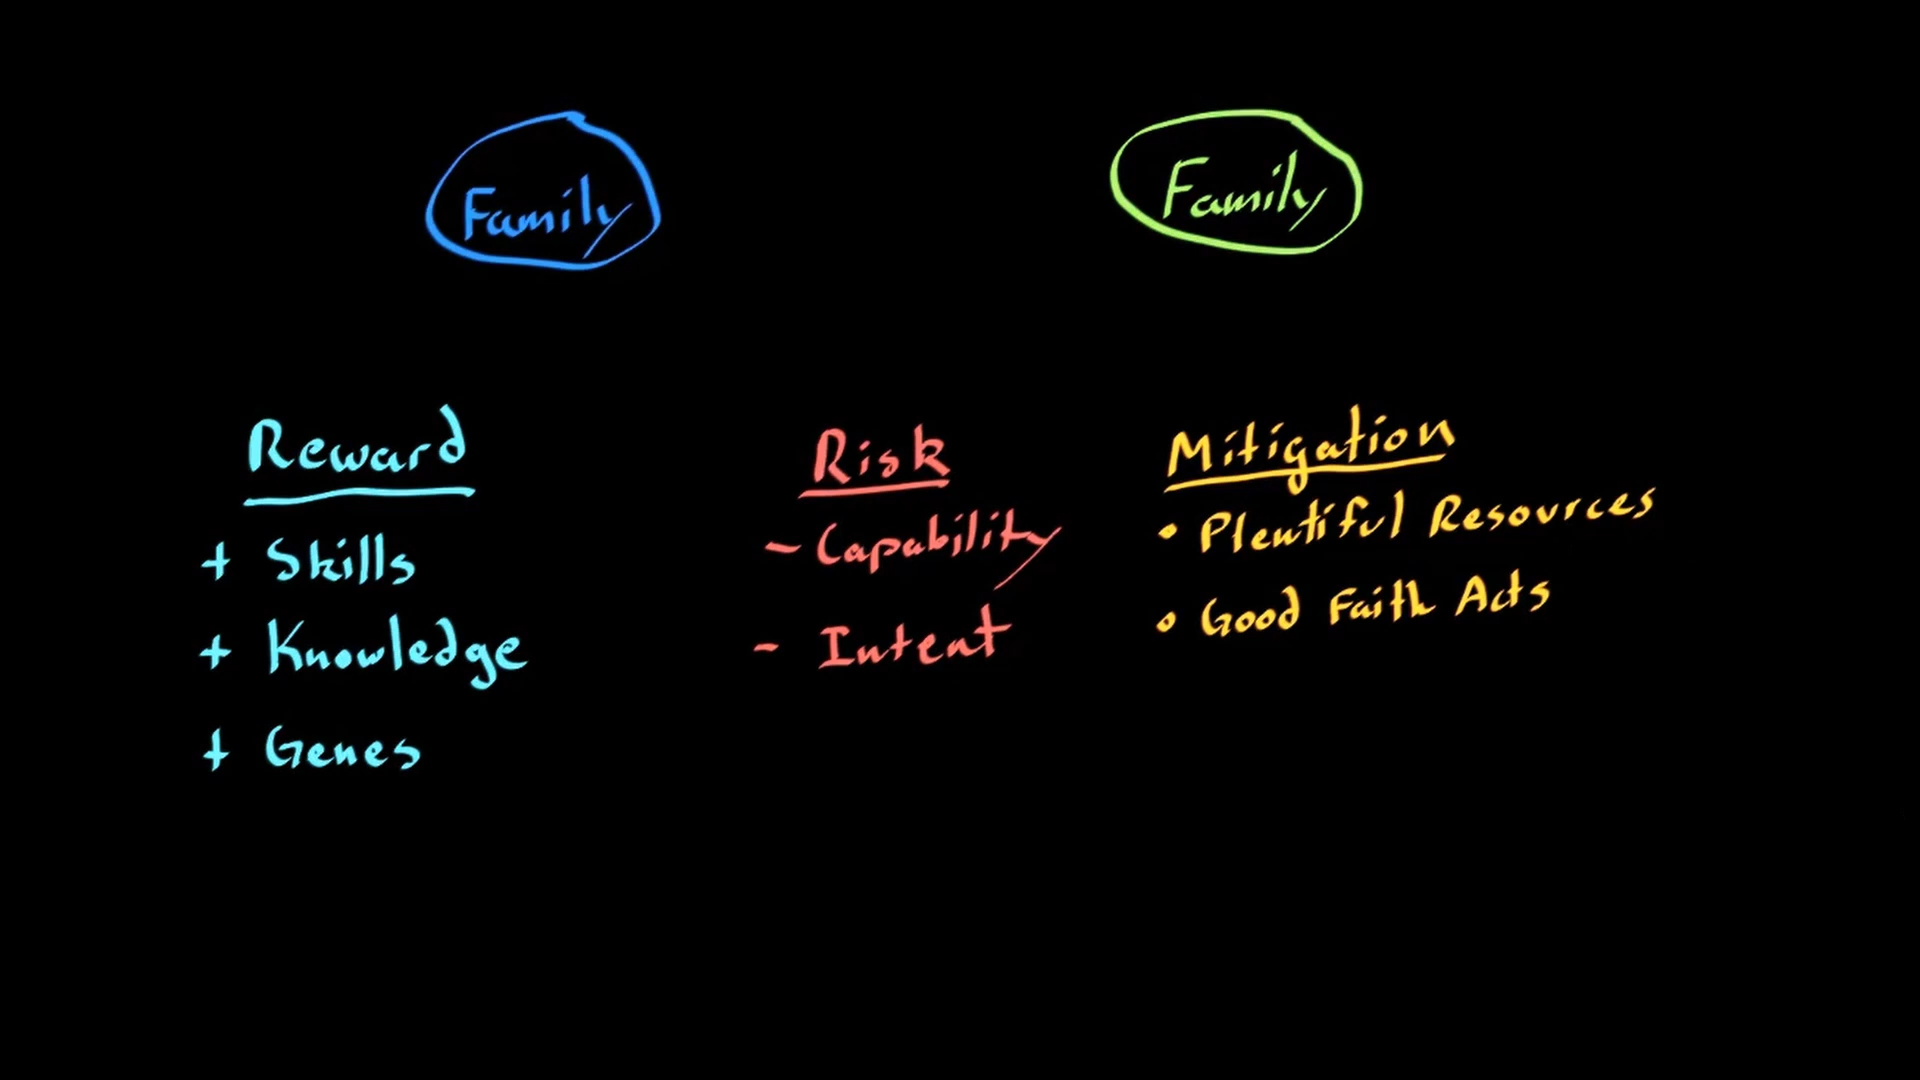 Family
Family
Reward
+ Skills
+ Knowledge
+ Genes
Risk
- Capability
- Intent
Mitigation
• Plentiful Resources
• Good Faith Acts